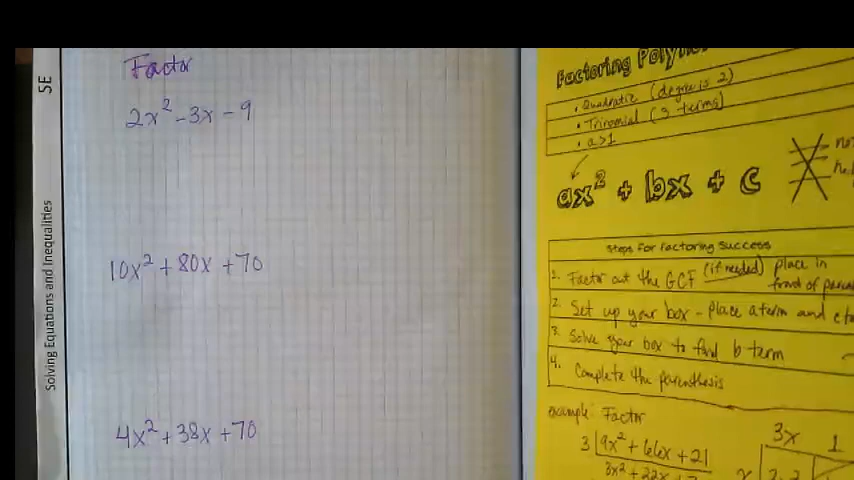 5E
Solving Equations and Inequalities
Factor
2x² - 3x - 9
10x² + 80x + 70
4x² + 38x + 70
Factoring
• Quadratic (degree is 2)
• Trinomial (3 terms)
• a>1
ax² + bx + c
Steps for Factoring Success
1. Factor out the GCF (if needed) place in
front of
2. Set up your box - place a term and c
3. Solve your box to find b term
4. Complete the parenthesis
example: Factor
3 9x² + 66x + 21
3x² + 22x +
3x 1
x